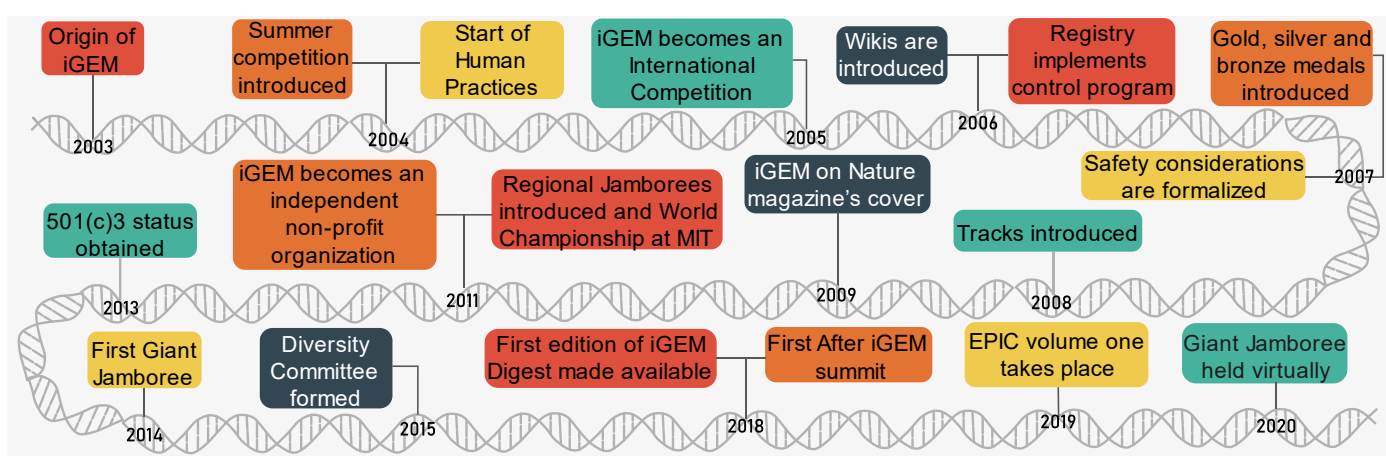 Origin of
iGEM
2003
Summer
competition
introduced
Start of
Human
Practices
2004
iGEM becomes an
International
Competition
2005
Wikis are
introduced
Registry
implements
control program
2006
Gold, silver and
bronze medals
introduced
Safety considerations
are formalized
2007
501(c)3 status
obtained
2013
iGEM becomes an
independent
non-profit
organization
Regional Jamborees
introduced and World
Championship at MIT
2011
iGEM on Nature
magazine's cover
2009
Tracks introduced
2008
First Giant
Jamboree
2014
Diversity
Committee
formed
2015
First edition of iGEM
Digest made available
First After iGEM
summit
2018
EPIC volume one
takes place
2019
Giant Jamboree
held virtually
2020